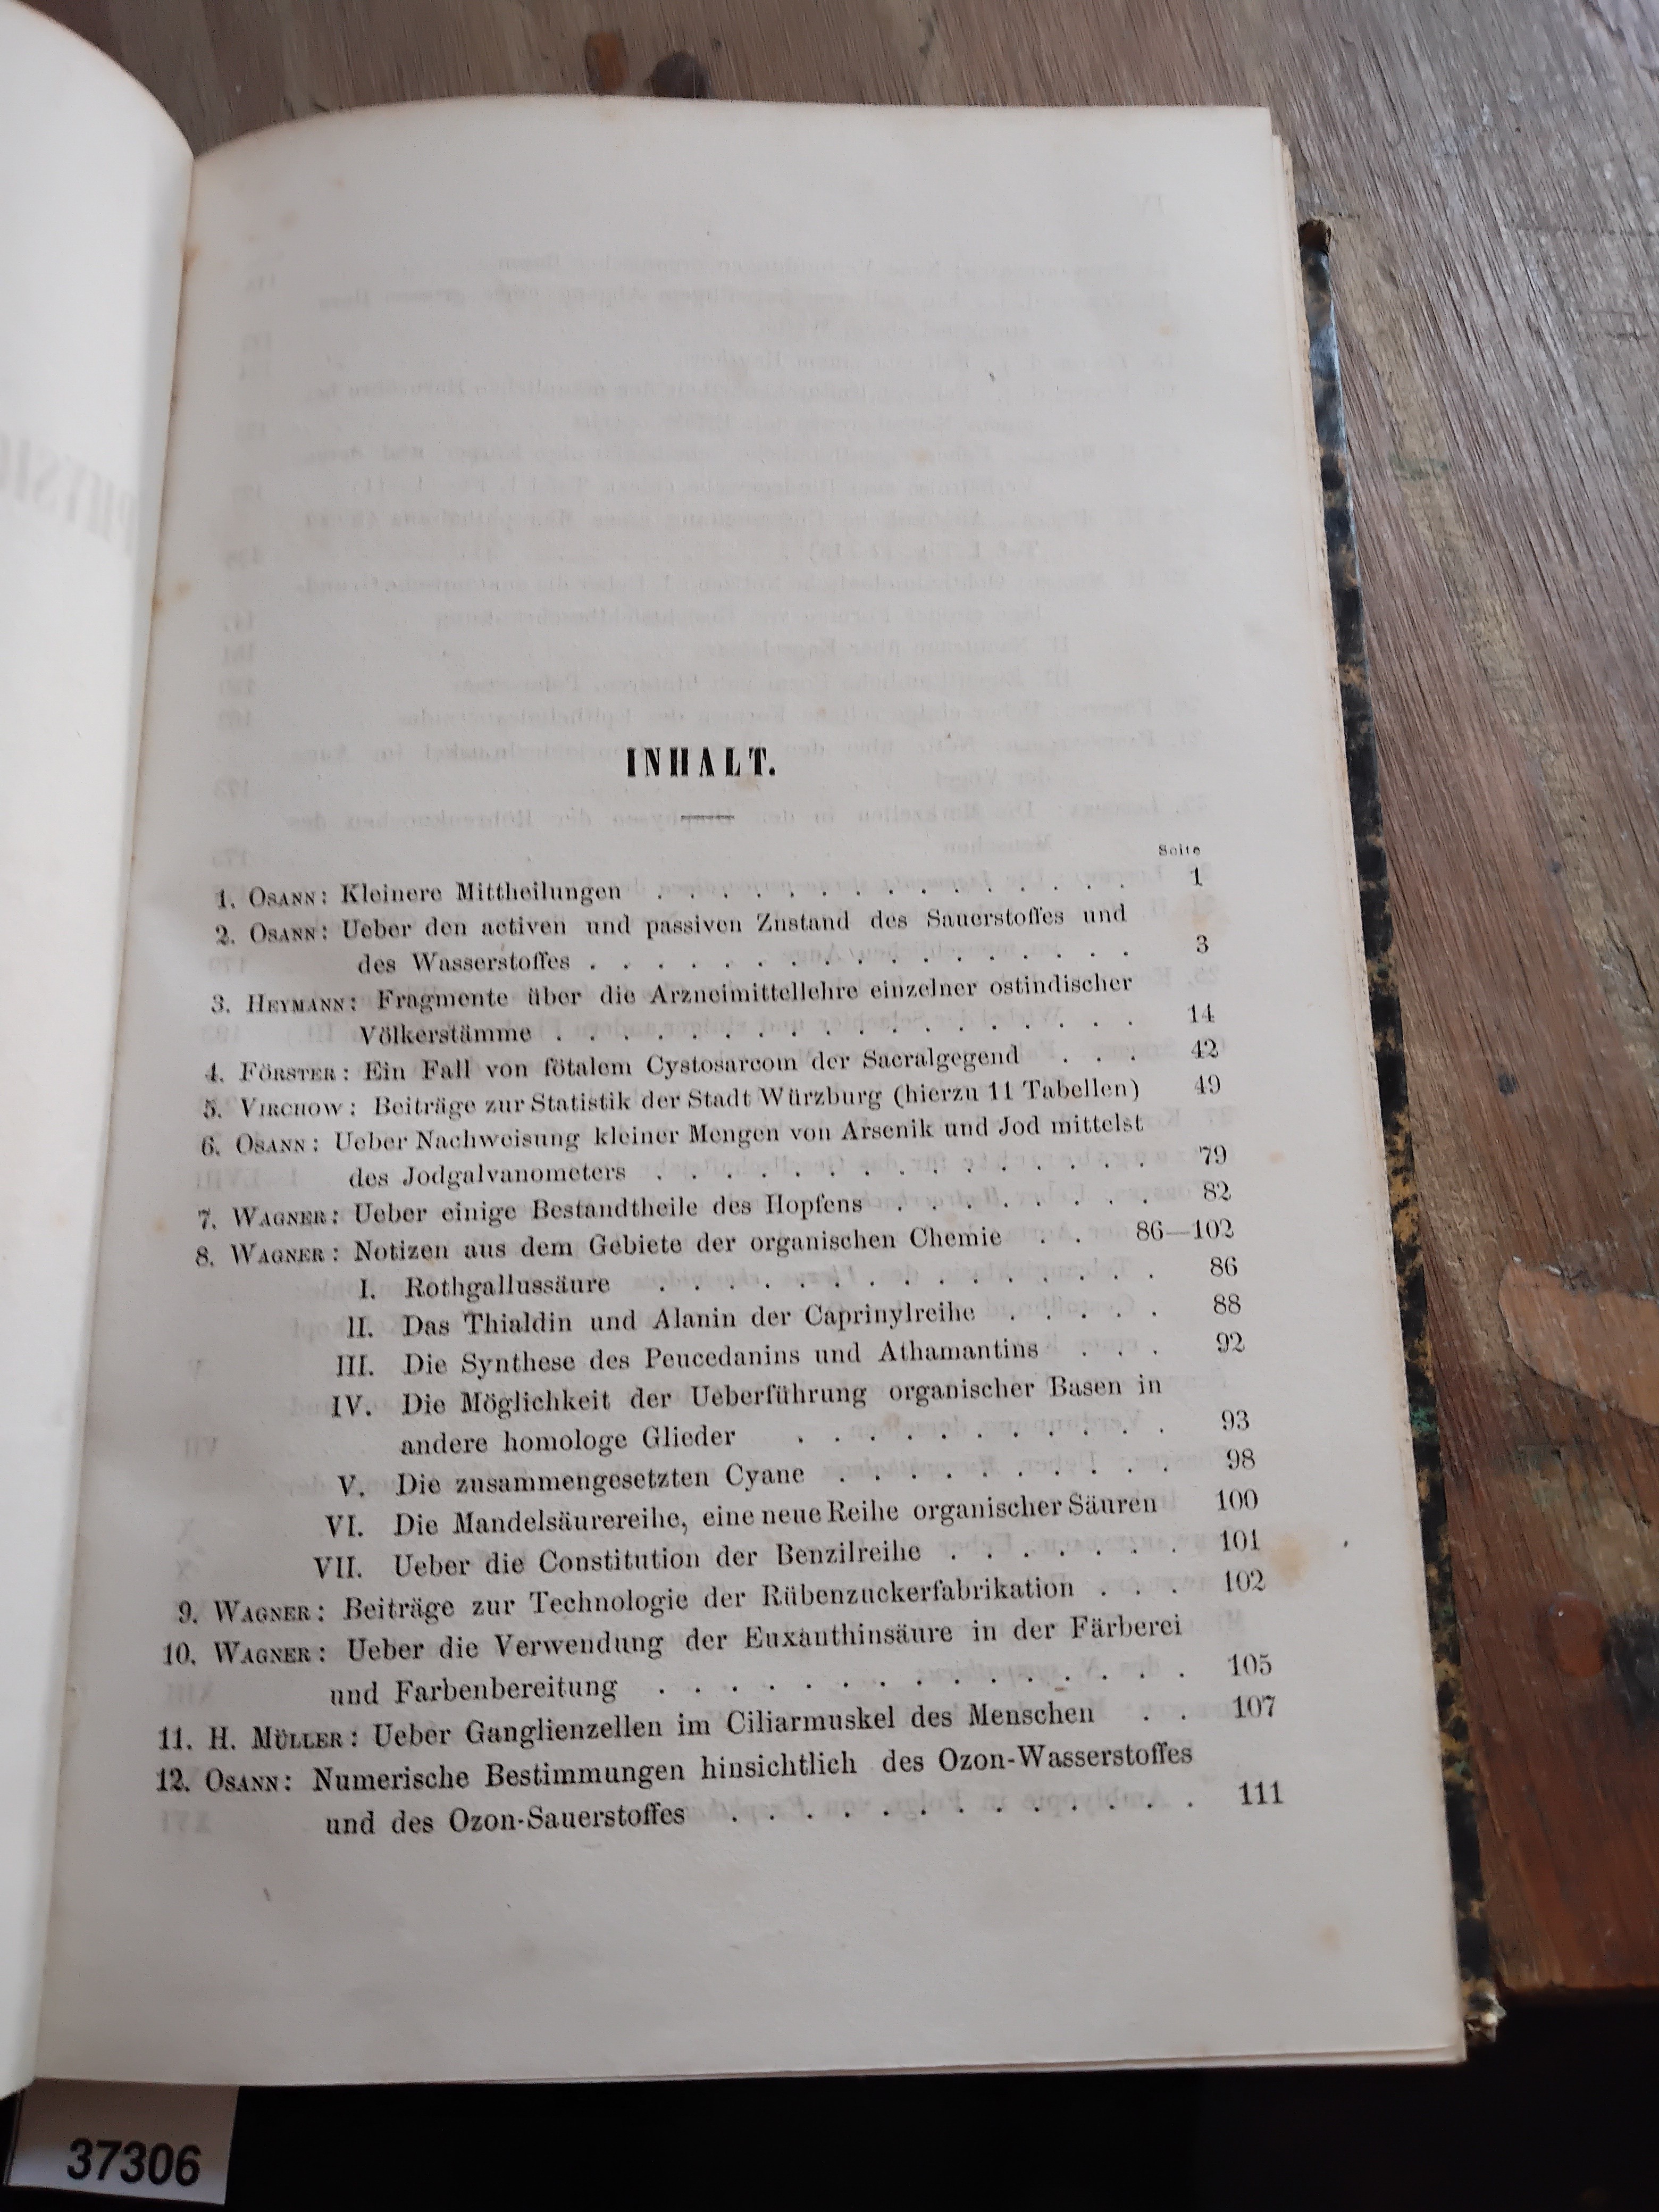 PHYSIC
INHALT.
Seite
1. OSANN: Kleinere Mittheilungen . . . . . . . . . . . . . . . 1
2. OSANN: Ueber den activen und passiven Zustand des Sauerstoffes und
des Wasserstoffes . . . . . . . . . . . . . . . . . 3
3. HEYMANN: Fragmente über die Arzneimittellehre einzelner ostindischer
Völkerstämme . . . . . . . . . . . . . . . . . . 14
4. FÖRSTER: Ein Fall von fötalem Cystosarcom der Sacralgegend . . . 42
5. VIRCHOW: Beiträge zur Statistik der Stadt Würzburg (hierzu 11 Tabellen) 49
6. OSANN: Ueber Nachweisung kleiner Mengen von Arsenik und Jod mittelst
des Jodgalvanometers . . . . . . . . . . . . . . . 79
7. WAGNER: Ueber einige Bestandtheile des Hopfens . . . . . . . . 82
8. WAGNER: Notizen aus dem Gebiete der organischen Chemie . . 86—102
I. Rothgallussäure . . . . . . . . . . . . . . . 86
II. Das Thialdin und Alanin der Caprinylreihe . . . . . 88
III. Die Synthese des Peucedanins und Athamantins . . . 92
IV. Die Möglichkeit der Ueberführung organischer Basen in
andere homologe Glieder . . . . . . . . . . . 93
V. Die zusammengesetzten Cyane . . . . . . . . . . 98
VI. Die Mandelsäurereihe, eine neue Reihe organischer Säuren 100
VII. Ueber die Constitution der Benzilreihe . . . . . . . 101
9. WAGNER: Beiträge zur Technologie der Rübenzuckerfabrikation . . . 102
10. WAGNER: Ueber die Verwendung der Euxanthinsäure in der Färberei
und Farbenbereitung . . . . . . . . . . . . . . . 105
11. H. MÜLLER: Ueber Ganglienzellen im Ciliarmuskel des Menschen . . 107
12. OSANN: Numerische Bestimmungen hinsichtlich des Ozon-Wasserstoffes
und des Ozon-Sauerstoffes . . . . . . . . . . . . . 111
37306